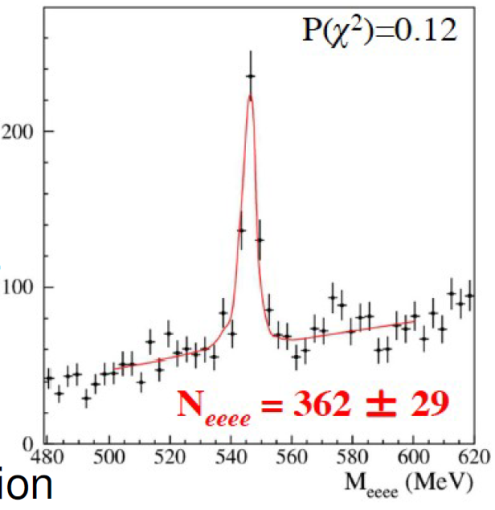 P(χ²)=0.12
200
100
N_eeee = 362 ± 29
0
480 500 520 540 560 580 600 620
M_eeee (MeV)
ion